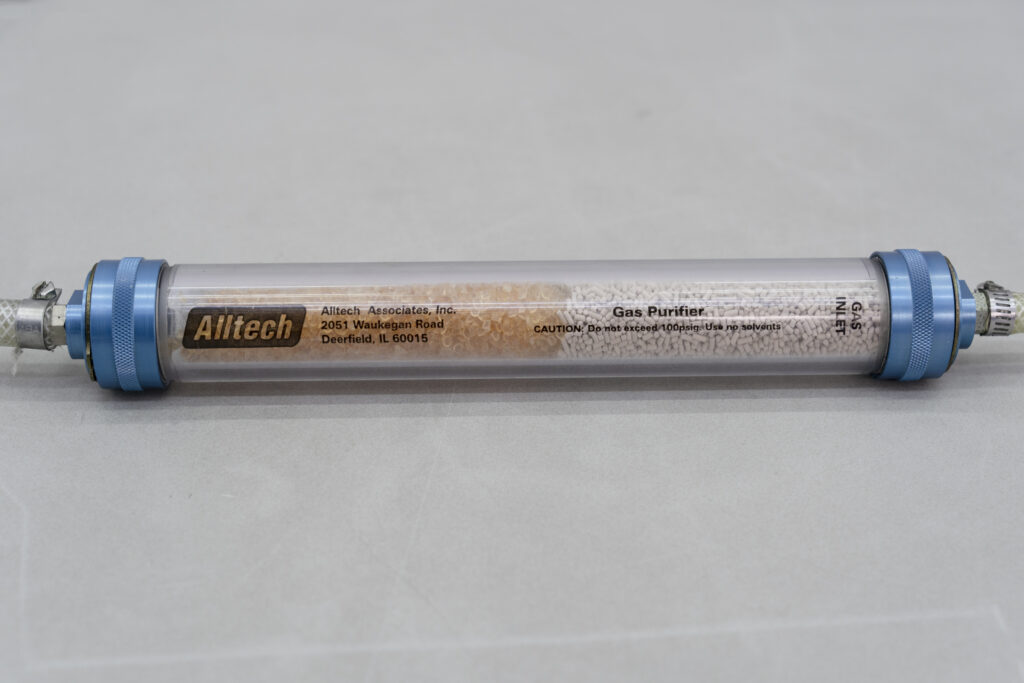 Alltech
Alltech Associates, Inc.
2051 Waukegan Road
Deerfield, IL 60015
Gas Purifier
CAUTION: Do not exceed 100psig. Use no solvents
GAS
INLET